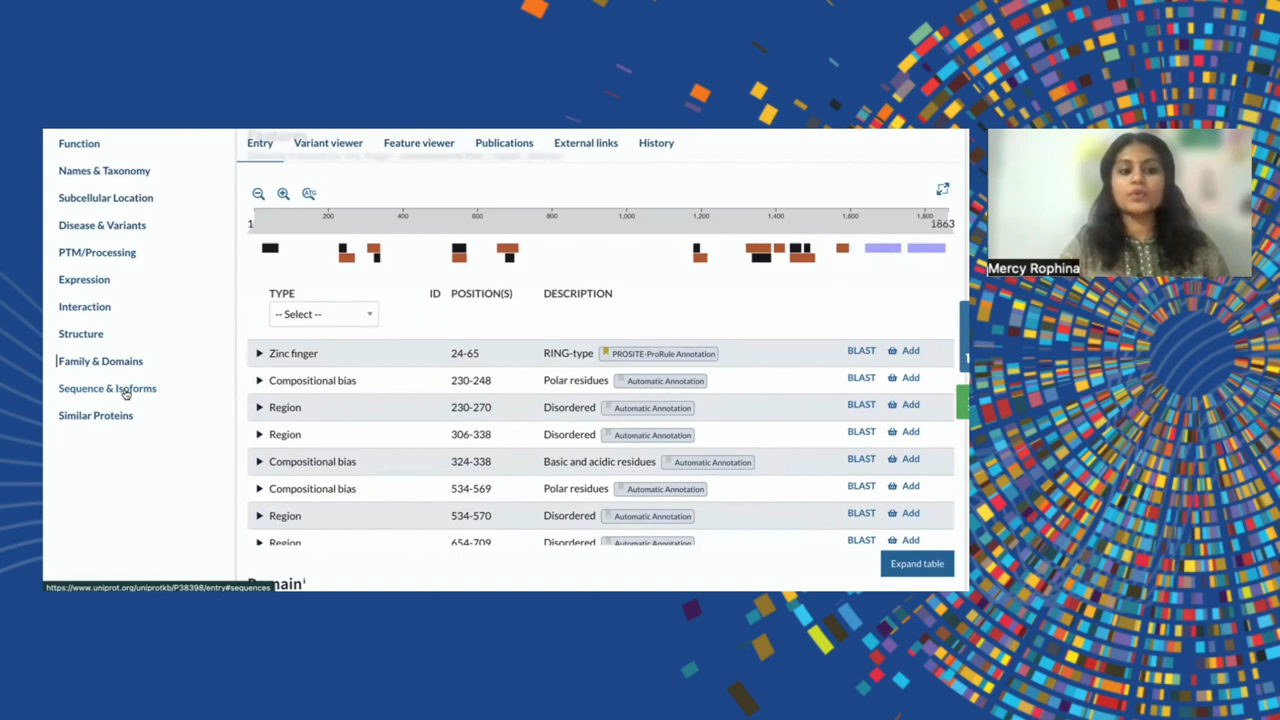 Function
Names & Taxonomy
Subcellular Location
Disease & Variants
PTM/Processing
Expression
Interaction
Structure
Family & Domains
Sequence & Isoforms
Similar Proteins
Entry Variant viewer Feature viewer Publications External links History
200 400 600 800 1,000 1,200 1,400 1,600 1,800
1 1863
TYPE ID POSITION(S) DESCRIPTION
-- Select --
Zinc finger 24-65 RING-type PROSITE-ProRule Annotation BLAST Add
Compositional bias 230-248 Polar residues Automatic Annotation BLAST Add
Region 230-270 Disordered Automatic Annotation BLAST Add
Region 306-338 Disordered Automatic Annotation BLAST Add
Compositional bias 324-338 Basic and acidic residues Automatic Annotation BLAST Add
Compositional bias 534-569 Polar residues Automatic Annotation BLAST Add
Region 534-570 Disordered Automatic Annotation BLAST Add
Region 654-709 Disordered Automatic Annotation BLAST Add
Expand table
https://www.uniprot.org/uniprotkb/P38398/entry#sequences
Mercy Rophina